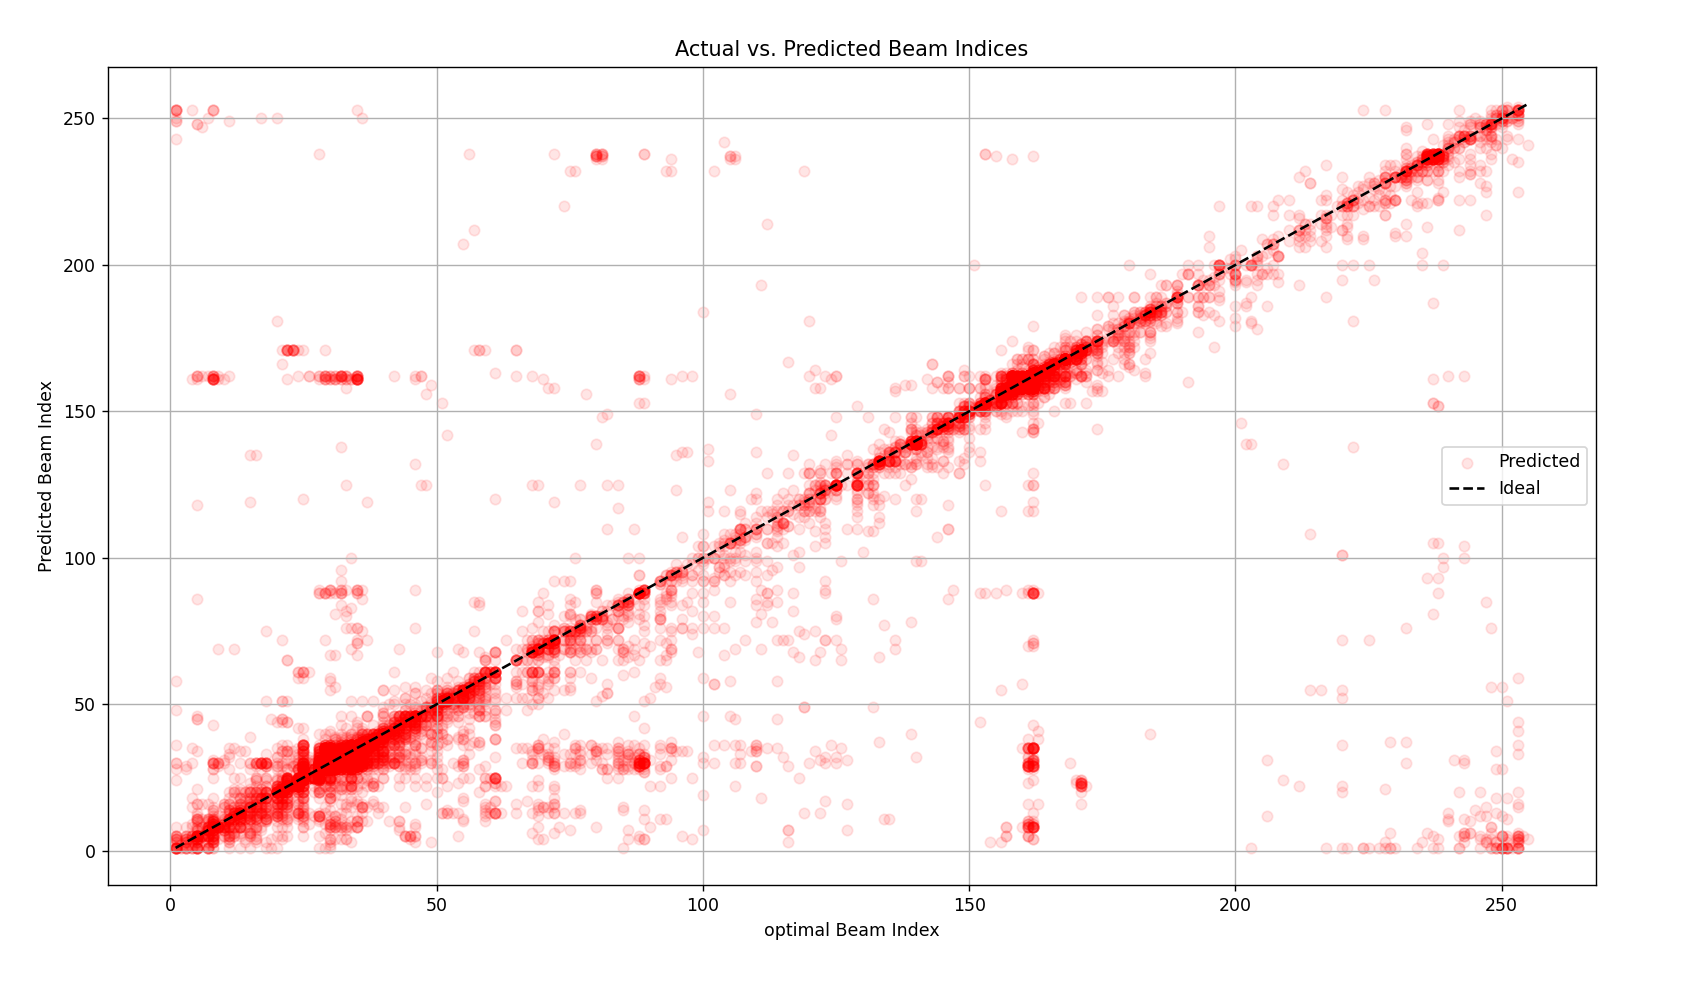 Actual vs. Predicted Beam Indices
Predicted Beam Index
250
200
150
100
50
0
0 50 100 150 200 250
optimal Beam Index
Predicted
Ideal